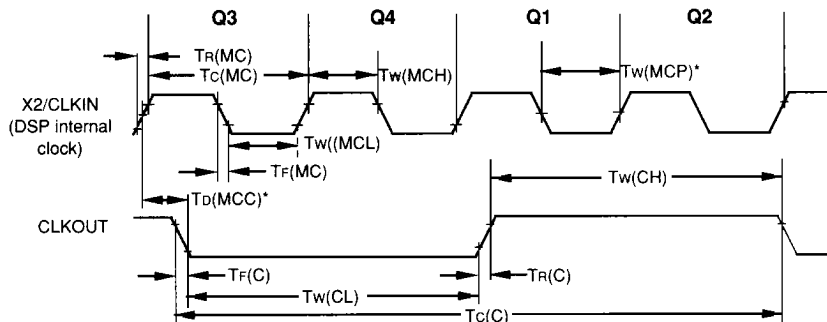 Q3 Q4 Q1 Q2
TR(MC)
TC(MC)
TW(MCH)
TW(MCP)*
X2/CLKIN
(DSP internal
clock)
TW((MCL)
TF(MC)
TD(MCC)*
TW(CH)
CLKOUT
TF(C)
TR(C)
TW(CL)
TC(C)